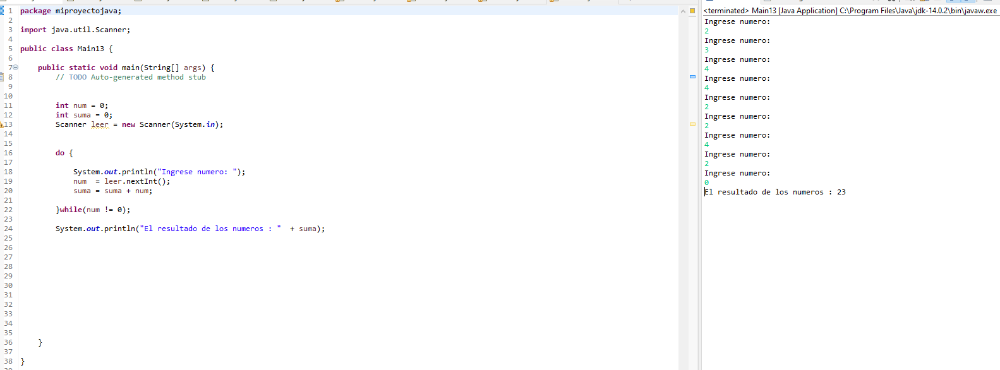 1 package miproyectojava;
2
3 import java.util.Scanner;
4
5 public class Main13 {
6
7 public static void main(String[] args) {
8 // TODO Auto-generated method stub
9
10
11 int num = 0;
12 int suma = 0;
13 Scanner leer = new Scanner(System.in);
14
15
16 do {
17
18 System.out.println("Ingrese numero: ");
19 num  = leer.nextInt();
20 suma = suma + num;
21
22 }while(num != 0);
23
24 System.out.println("El resultado de los numeros : "  + suma);
25
26
27
28
29
30
31
32
33
34
35
36 }
37
38 }
<terminated> Main13 [Java Application] C:\Program Files\Java\jdk-14.0.2\bin\javaw.exe
Ingrese numero:
2
Ingrese numero:
3
Ingrese numero:
4
Ingrese numero:
4
Ingrese numero:
2
Ingrese numero:
2
Ingrese numero:
4
Ingrese numero:
2
Ingrese numero:
0
El resultado de los numeros : 23